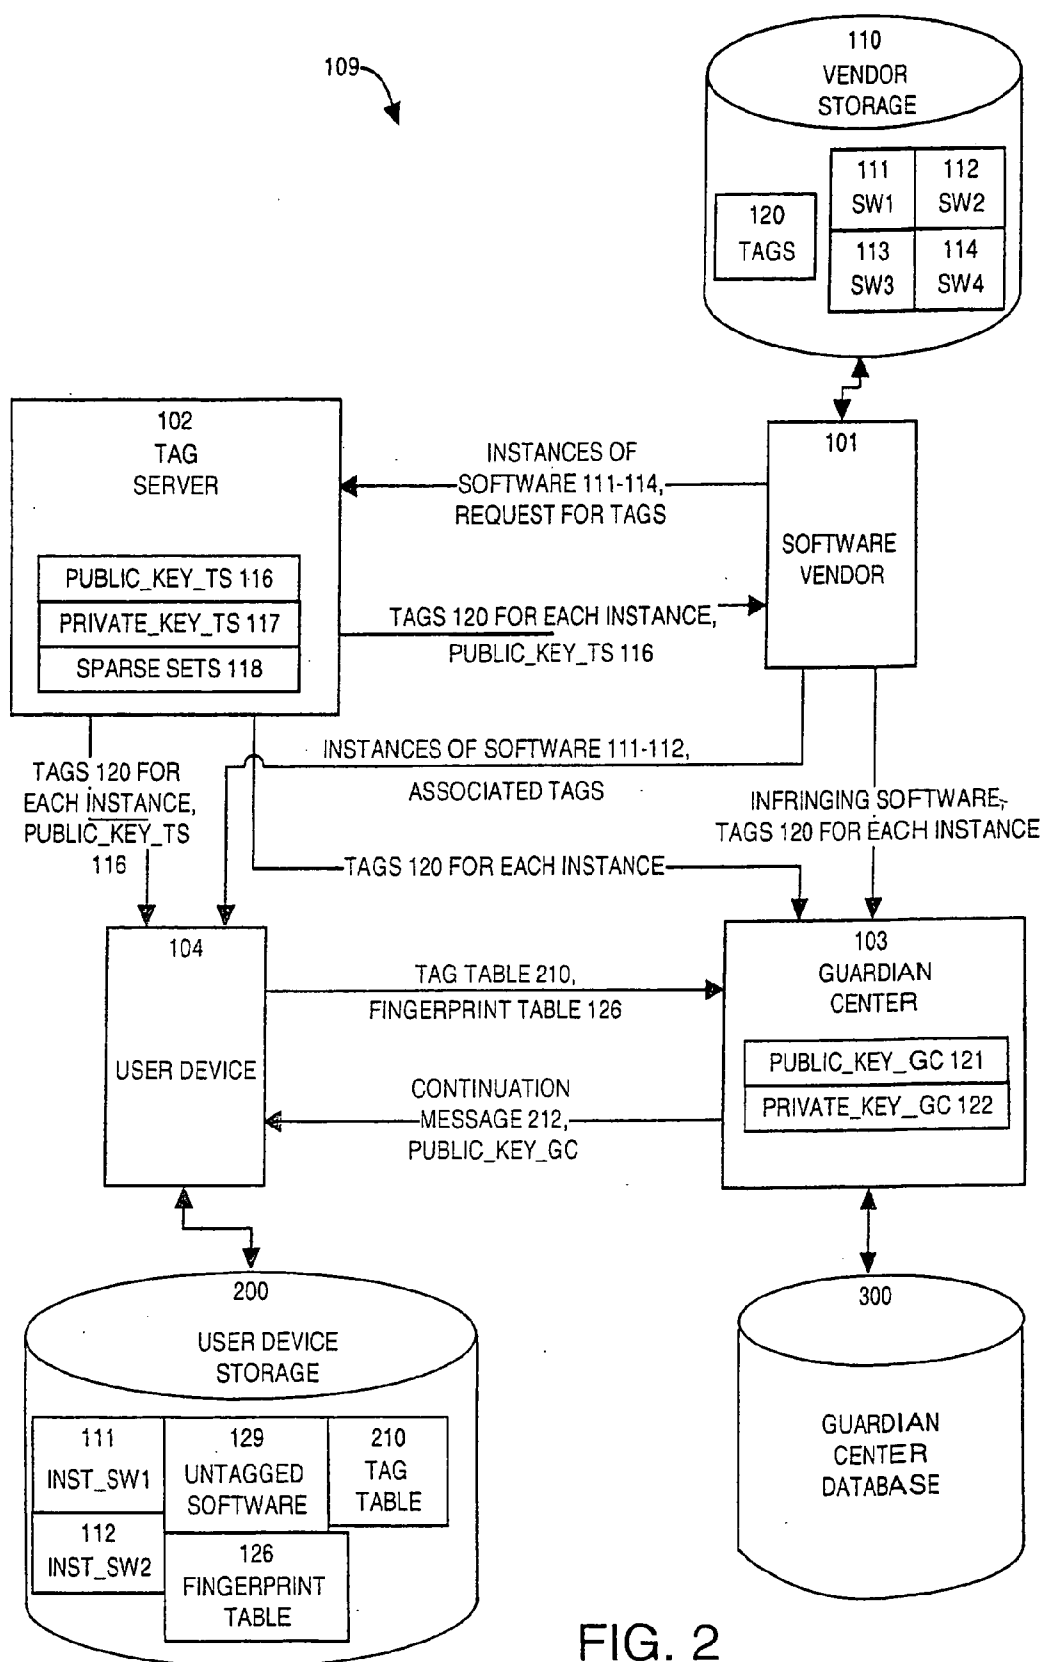 109
110
VENDOR
STORAGE
120
TAGS
111
SW1
112
SW2
113
SW3
114
SW4
102
TAG
SERVER
PUBLIC_KEY_TS 116
PRIVATE_KEY_TS 117
SPARSE SETS 118
INSTANCES OF
SOFTWARE 111-114,
REQUEST FOR TAGS
101
SOFTWARE
VENDOR
TAGS 120 FOR EACH INSTANCE,
PUBLIC_KEY_TS 116
INSTANCES OF SOFTWARE 111-112,
ASSOCIATED TAGS
TAGS 120 FOR
EACH INSTANCE,
PUBLIC_KEY_TS
116
INFRINGING SOFTWARE,
TAGS 120 FOR EACH INSTANCE
TAGS 120 FOR EACH INSTANCE
104
USER DEVICE
TAG TABLE 210,
FINGERPRINT TABLE 126
CONTINUATION
MESSAGE 212,
PUBLIC_KEY_GC
103
GUARDIAN
CENTER
PUBLIC_KEY_GC 121
PRIVATE_KEY_GC 122
200
USER DEVICE
STORAGE
111
INST_SW1
112
INST_SW2
129
UNTAGGED
SOFTWARE
210
TAG
TABLE
126
FINGERPRINT
TABLE
300
GUARDIAN
CENTER
DATABASE
FIG. 2